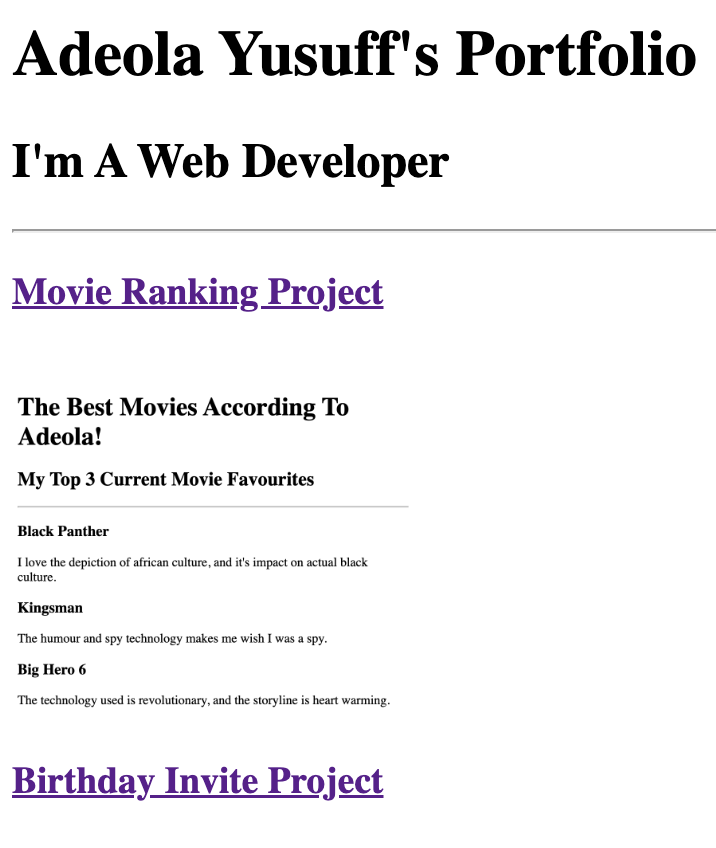 Adeola Yusuff's Portfolio
I'm A Web Developer
Movie Ranking Project
The Best Movies According To
Adeola!
My Top 3 Current Movie Favourites
Black Panther
I love the depiction of african culture, and it's impact on actual black
culture.
Kingsman
The humour and spy technology makes me wish I was a spy.
Big Hero 6
The technology used is revolutionary, and the storyline is heart warming.
Birthday Invite Project